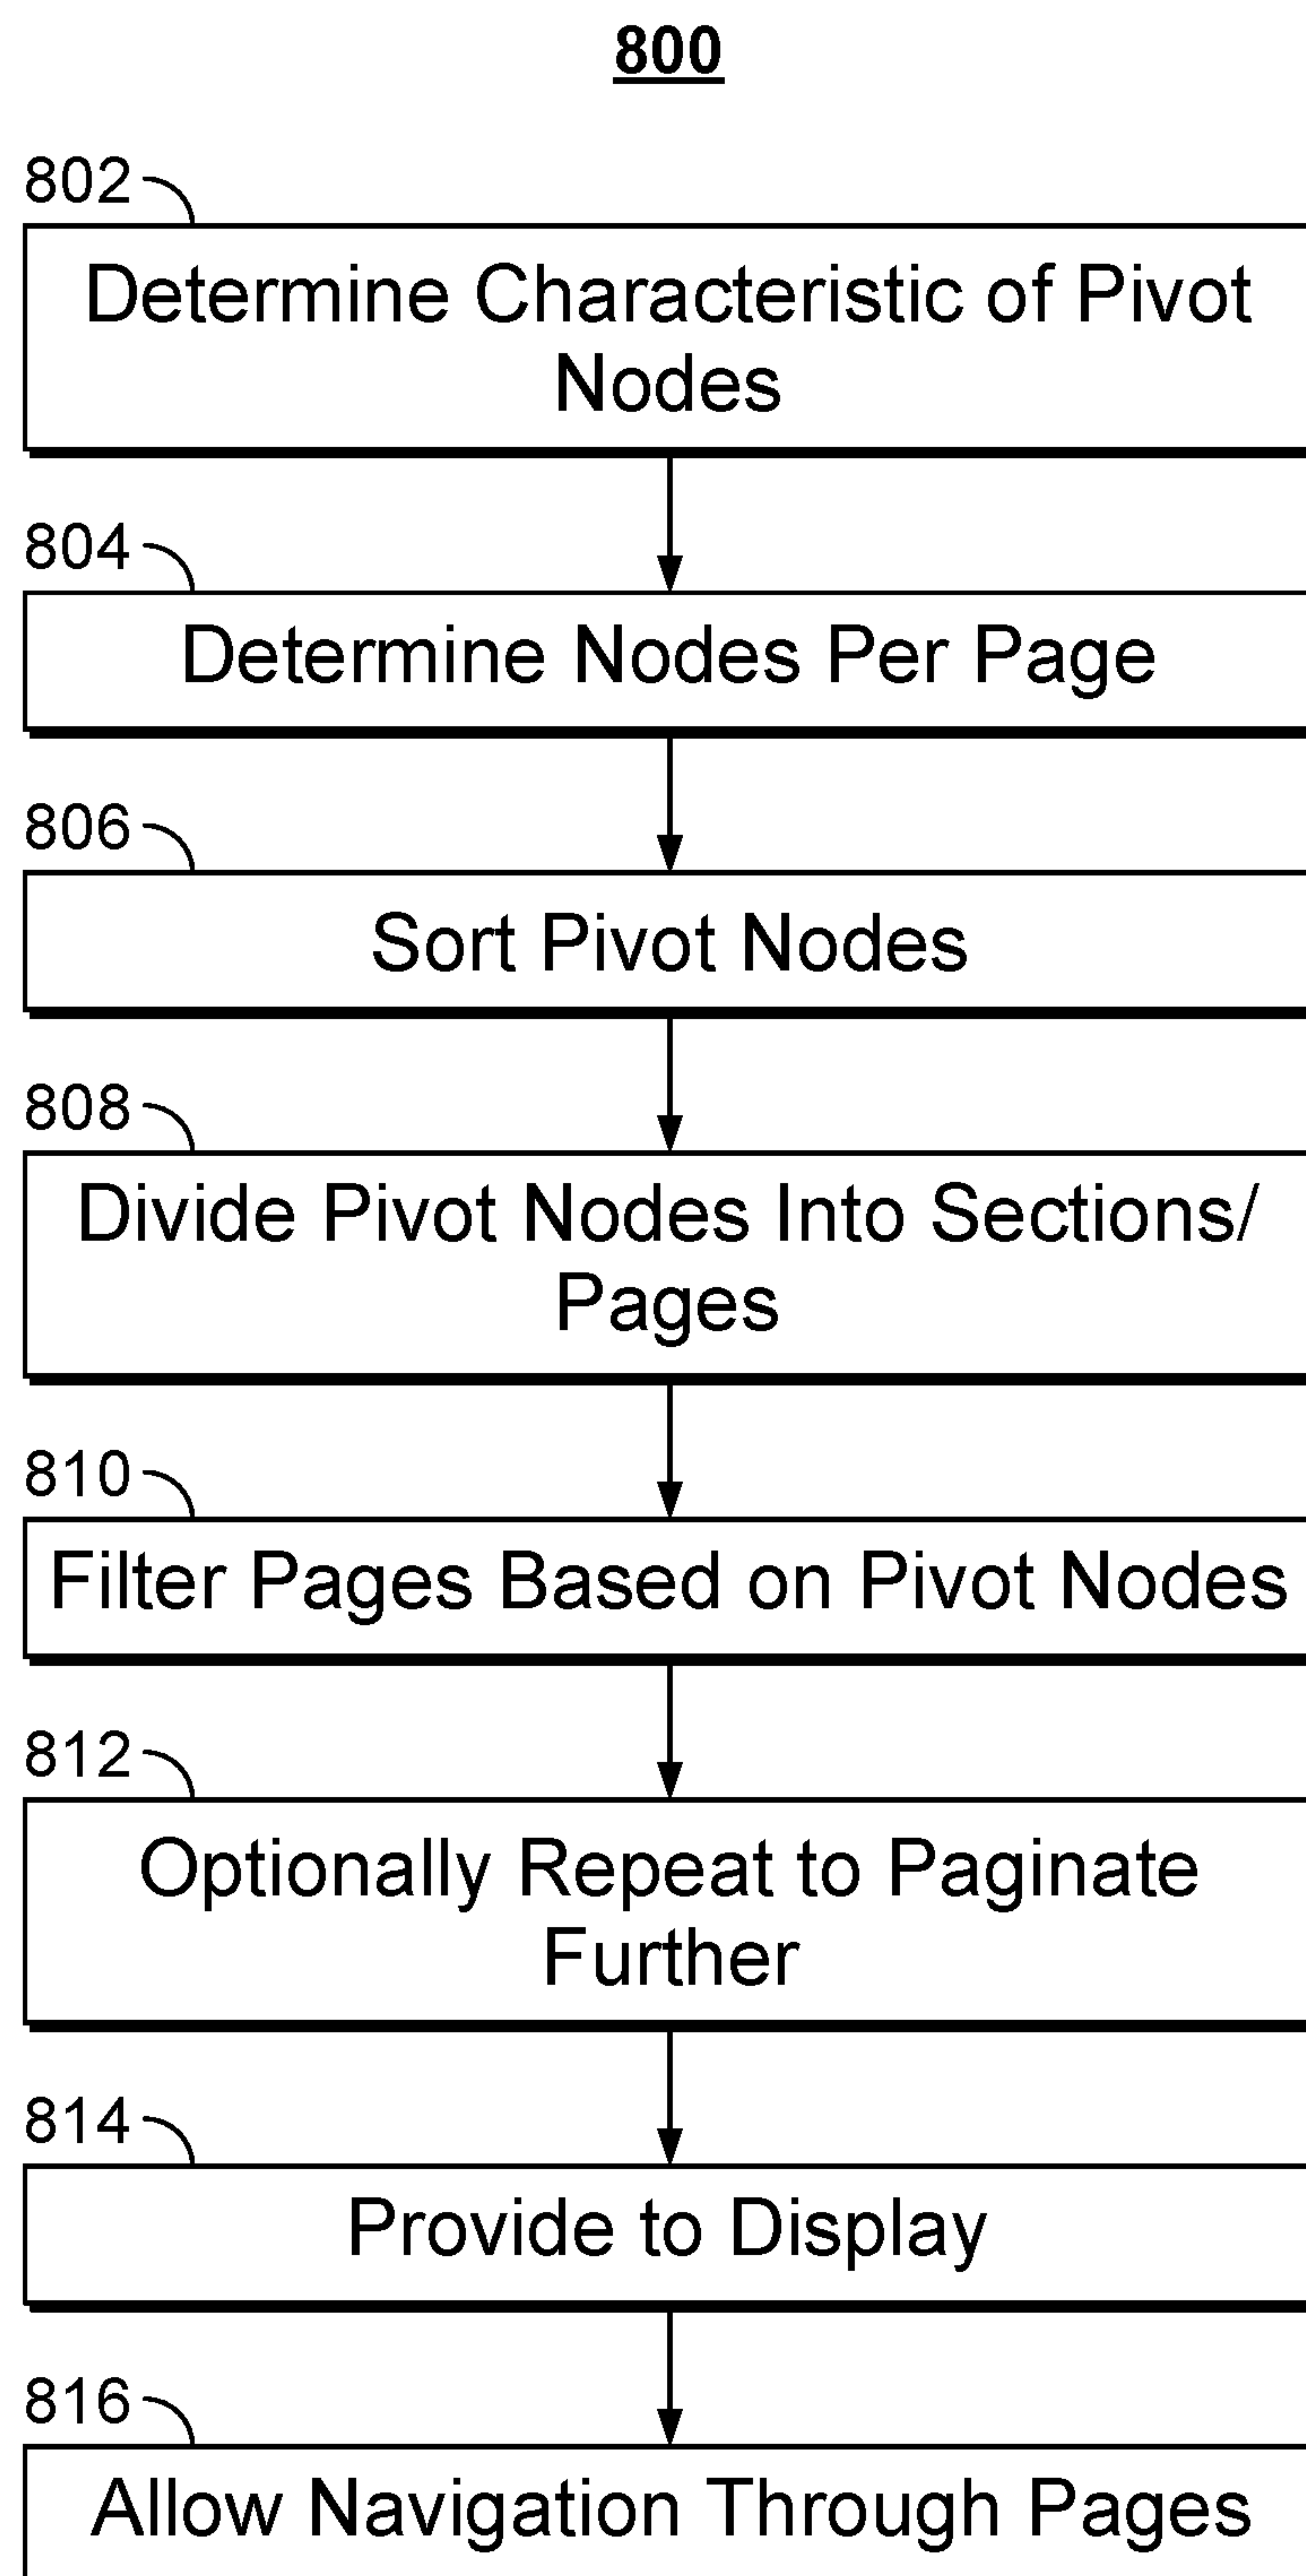 800
802
Determine Characteristic of Pivot
Nodes
804
Determine Nodes Per Page
806
Sort Pivot Nodes
808
Divide Pivot Nodes Into Sections/
Pages
810
Filter Pages Based on Pivot Nodes
812
Optionally Repeat to Paginate
Further
814
Provide to Display
816
Allow Navigation Through Pages